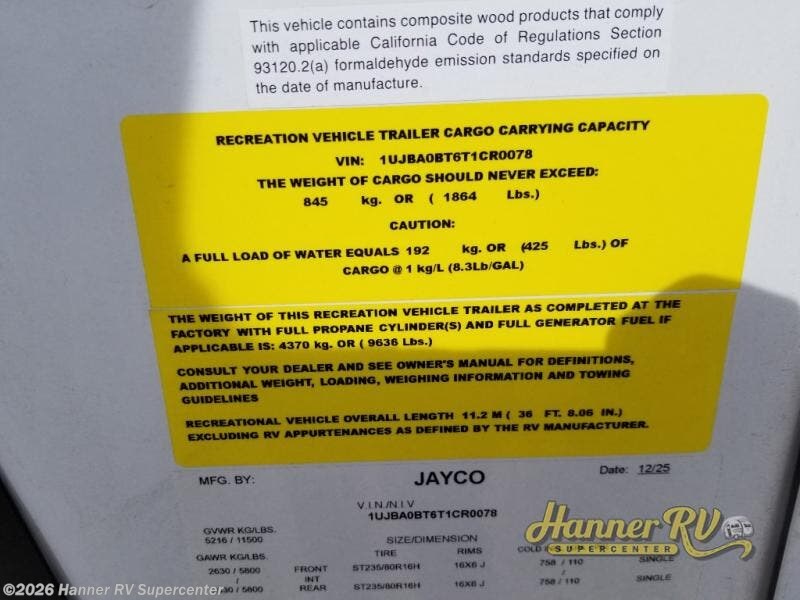 This vehicle contains composite wood products that comply
with applicable California Code of Regulations Section
93120.2(a) formaldehyde emission standards specified on
the date of manufacture.
RECREATION VEHICLE TRAILER CARGO CARRYING CAPACITY
VIN: 1UJBA0BT6T1CR0078
THE WEIGHT OF CARGO SHOULD NEVER EXCEED:
845 kg. OR ( 1864 Lbs.)
CAUTION:
A FULL LOAD OF WATER EQUALS 192 kg. OR (425 Lbs.) OF
CARGO @ 1 kg/L (8.3Lb/GAL)
THE WEIGHT OF THIS RECREATION VEHICLE TRAILER AS COMPLETED AT THE
FACTORY WITH FULL PROPANE CYLINDER(S) AND FULL GENERATOR FUEL IF
APPLICABLE IS: 4370 kg. OR ( 9636 Lbs.)
CONSULT YOUR DEALER AND SEE OWNER'S MANUAL FOR DEFINITIONS,
ADDITIONAL WEIGHT, LOADING, WEIGHING INFORMATION AND TOWING
GUIDELINES
RECREATIONAL VEHICLE OVERALL LENGTH 11.2 M ( 36 FT. 8.06 IN.)
EXCLUDING RV APPURTENANCES AS DEFINED BY THE RV MANUFACTURER.
MFG. BY: JAYCO Date: 12/25
V.I.N./N.I.V
1UJBA0BT6T1CR0078
GVWR KG/LBS.
5216 / 11500
SIZE/DIMENSION
GAWR KG/LBS. TIRE RIMS COLD
2630 / 5800 FRONT ST235/80R16H 16X6 J 758 / 110 SINGLE
/ INT /
/ 5800 REAR ST235/80R16H 16X6 J 758 / 110 SINGLE
Hanner RV
SUPERCENTER
©2026 Hanner RV Supercenter